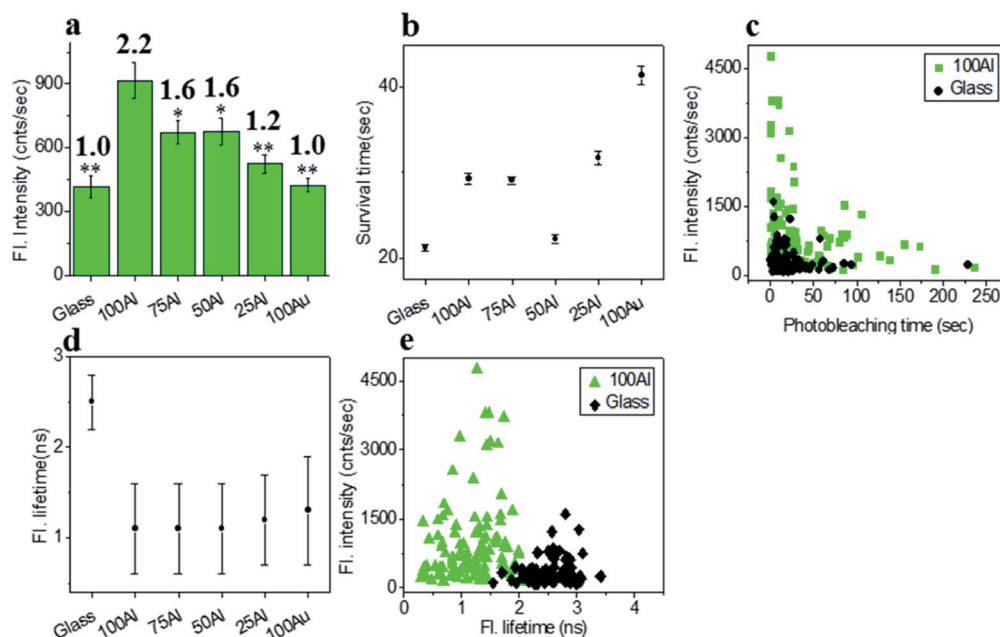 a
2.2
1.6
1.6
1.2
1.0
1.0
**
*
*
**
**
Fl. Intensity (cnts/sec)
900
600
300
0
Glass
100Al
75Al
50Al
25Al
100Au
b
Survival time(sec)
40
30
20
Glass
100Al
75Al
50Al
25Al
100Au
c
100Al
Glass
Fl. intensity (cnts/sec)
4500
3000
1500
0
0 50 100 150 200 250
Photobleaching time (sec)
d
Fl. lifetime(ns)
3
2
1
Glass
100Al
75Al
50Al
25Al
100Au
e
100Al
Glass
Fl. intensity (cnts/sec)
4500
3000
1500
0
0 1 2 3 4
Fl. lifetime (ns)